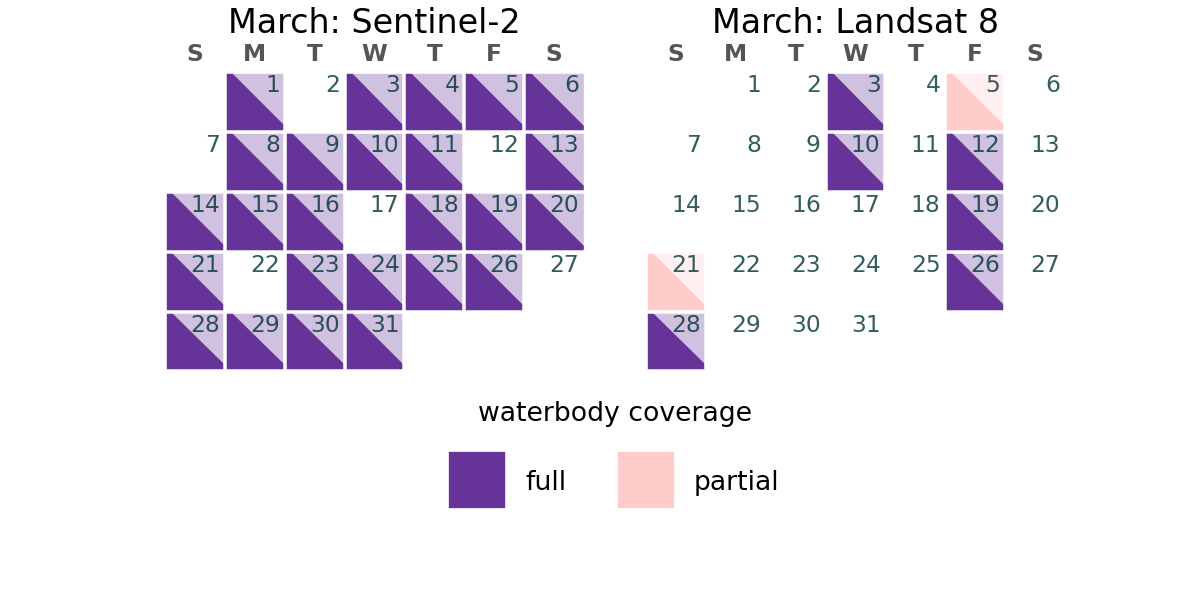 March: Sentinel-2
S M T W T F S
1 2 3 4 5 6
7 8 9 10 11 12 13
14 15 16 17 18 19 20
21 22 23 24 25 26 27
28 29 30 31
March: Landsat 8
S M T W T F S
1 2 3 4 5 6
7 8 9 10 11 12 13
14 15 16 17 18 19 20
21 22 23 24 25 26 27
28 29 30 31
waterbody coverage
full
partial